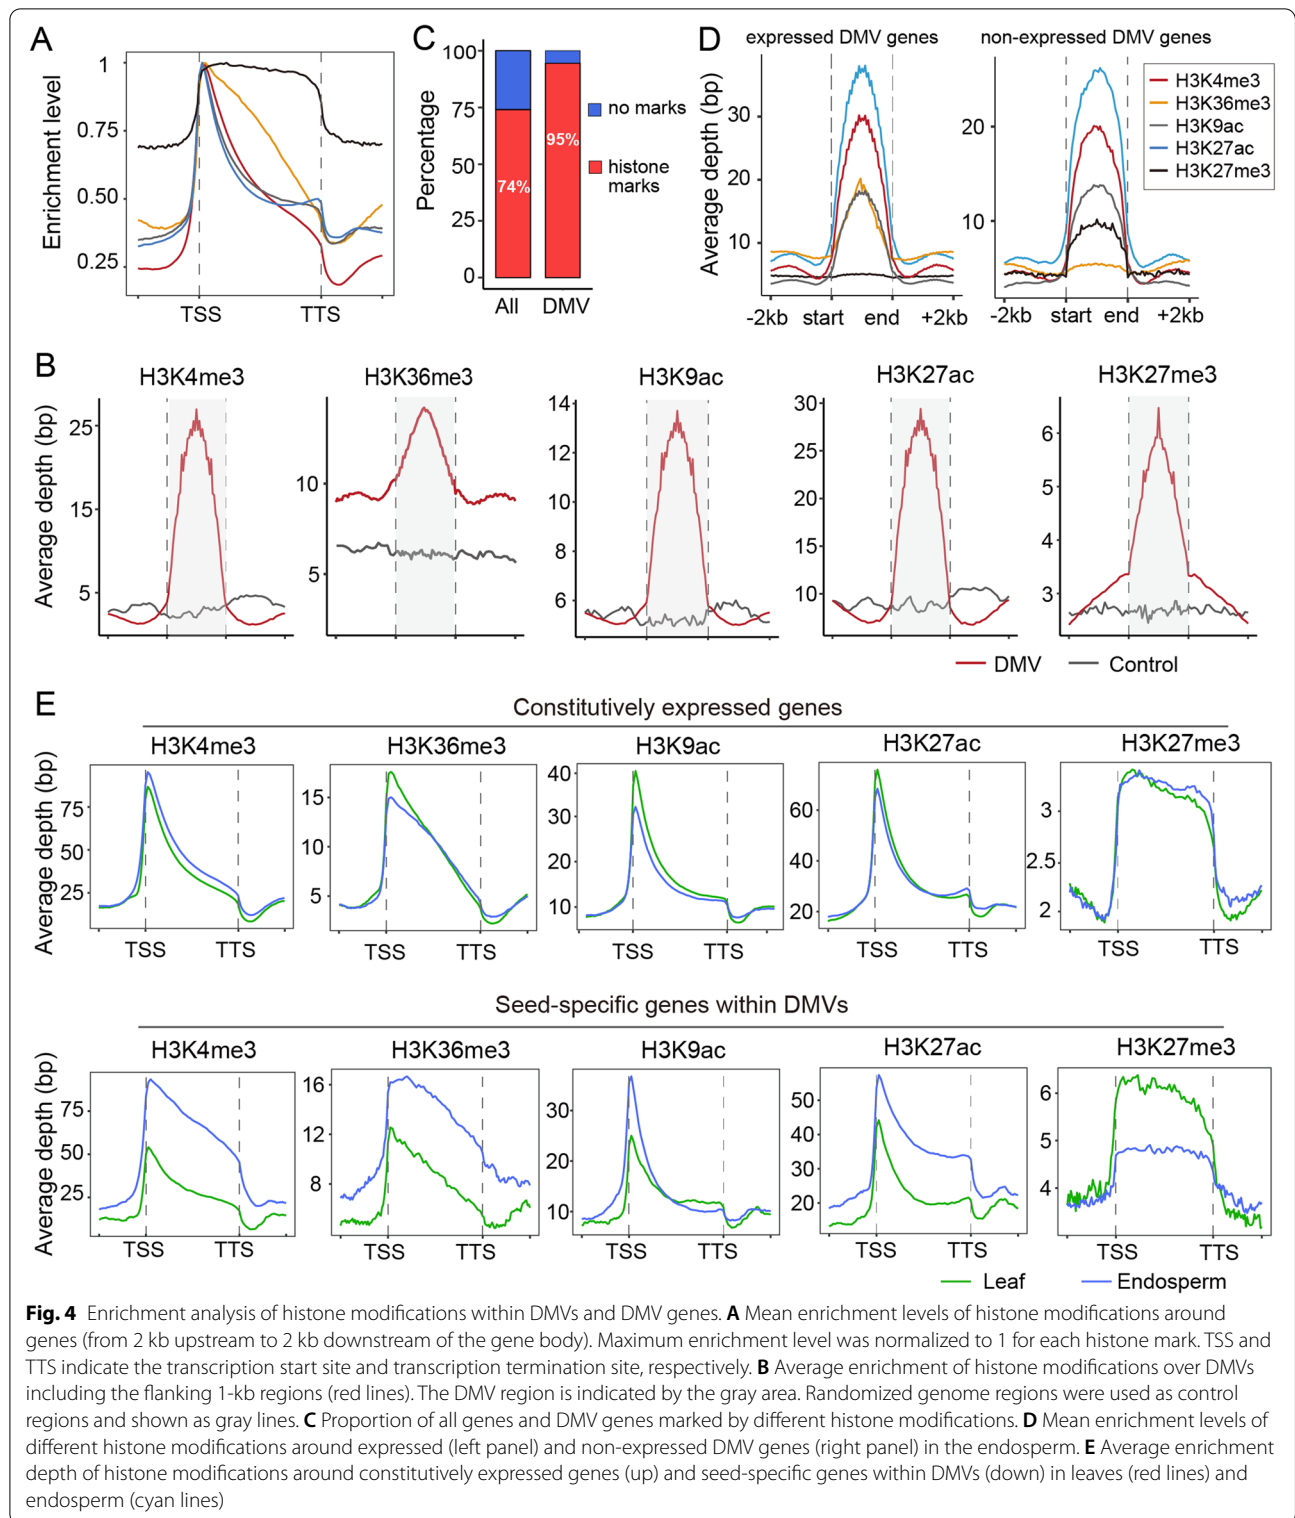 A
Enrichment level
1
0.75
0.50
0.25
TSS
TTS
C
Percentage
100
75
50
25
0
74%
95%
All
DMV
no marks
histone
marks
D
expressed DMV genes
non-expressed DMV genes
Average depth (bp)
30
20
10
-2kb
start
end
+2kb
20
10
-2kb
start
end
+2kb
H3K4me3
H3K36me3
H3K9ac
H3K27ac
H3K27me3
B
Average depth (bp)
H3K4me3
25
15
5
H3K36me3
10
5
H3K9ac
14
12
10
8
6
H3K27ac
30
25
20
15
10
H3K27me3
6
5
4
3
DMV
Control
E
Constitutively expressed genes
Average depth (bp)
H3K4me3
75
50
25
TSS
TTS
H3K36me3
15
10
5
TSS
TTS
H3K9ac
40
30
20
10
TSS
TTS
H3K27ac
60
40
20
TSS
TTS
H3K27me3
3
2.5
2
TSS
TTS
Seed-specific genes within DMVs
Average depth (bp)
H3K4me3
75
50
25
TSS
TTS
H3K36me3
16
12
8
TSS
TTS
H3K9ac
30
20
10
TSS
TTS
H3K27ac
50
40
30
20
TSS
TTS
H3K27me3
6
5
4
TSS
TTS
Leaf
Endosperm
Fig. 4 Enrichment analysis of histone modifications within DMVs and DMV genes. A Mean enrichment levels of histone modifications around
genes (from 2 kb upstream to 2 kb downstream of the gene body). Maximum enrichment level was normalized to 1 for each histone mark. TSS and
TTS indicate the transcription start site and transcription termination site, respectively. B Average enrichment of histone modifications over DMVs
including the flanking 1-kb regions (red lines). The DMV region is indicated by the gray area. Randomized genome regions were used as control
regions and shown as gray lines. C Proportion of all genes and DMV genes marked by different histone modifications. D Mean enrichment levels of
different histone modifications around expressed (left panel) and non-expressed DMV genes (right panel) in the endosperm. E Average enrichment
depth of histone modifications around constitutively expressed genes (up) and seed-specific genes within DMVs (down) in leaves (red lines) and
endosperm (cyan lines)